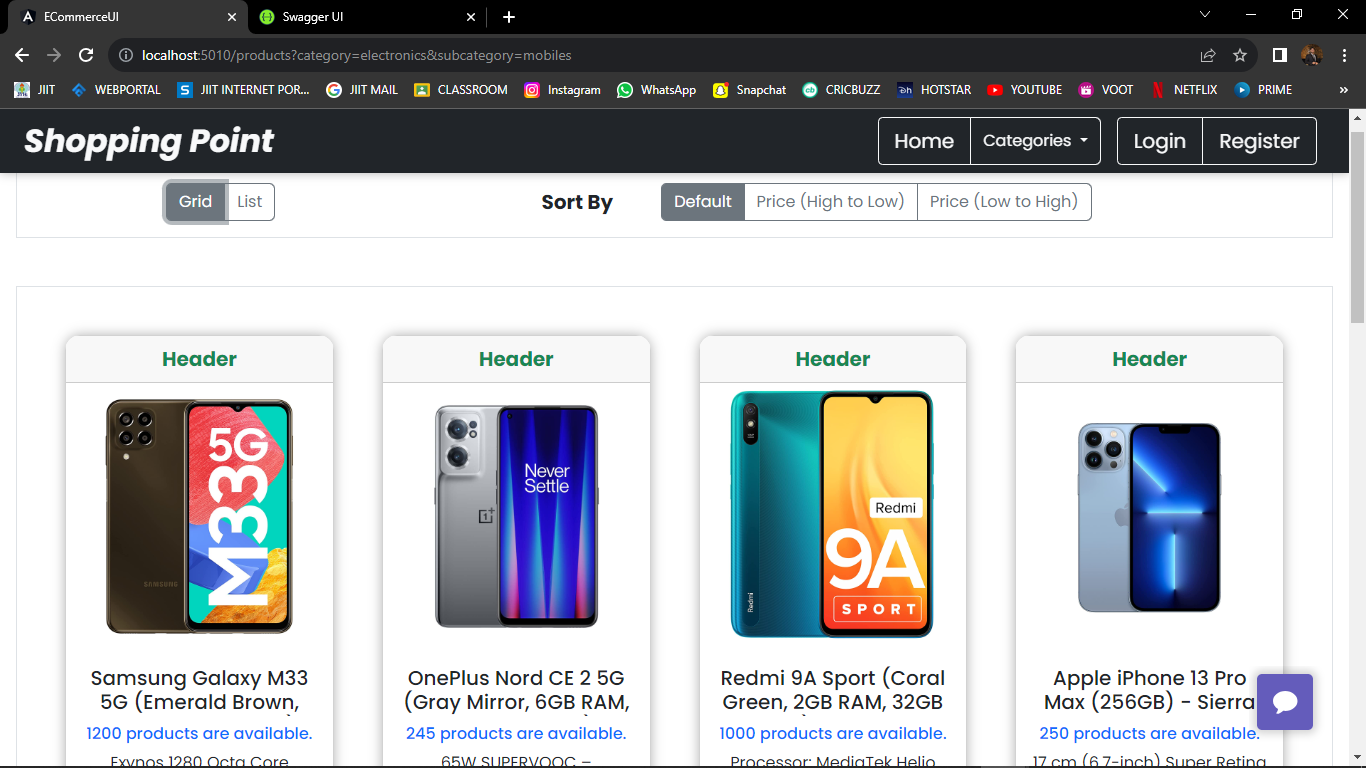 ECommerceUI
Swagger UI
localhost:5010/products?category=electronics&subcategory=mobiles
JIIT WEBPORTAL JIIT INTERNET POR... JIIT MAIL CLASSROOM Instagram WhatsApp Snapchat CRICBUZZ HOTSTAR YOUTUBE VOOT NETFLIX PRIME »
Shopping Point
Home Categories Login Register
Grid List Sort By Default Price (High to Low) Price (Low to High)
Header Header Header Header
5G
M33
SAMSUNG
Never
Settle
Redmi
9A
SPORT
Redmi
Samsung Galaxy M33
5G (Emerald Brown,
1200 products are available.
Exynos 1280 Octa Core
OnePlus Nord CE 2 5G
(Gray Mirror, 6GB RAM,
245 products are available.
65W SUPERVOOC –
Redmi 9A Sport (Coral
Green, 2GB RAM, 32GB
1000 products are available.
Processor: MediaTek Helio
Apple iPhone 13 Pro
Max (256GB) - Sierra
250 products are available.
17 cm (6.7-inch) Super Retina